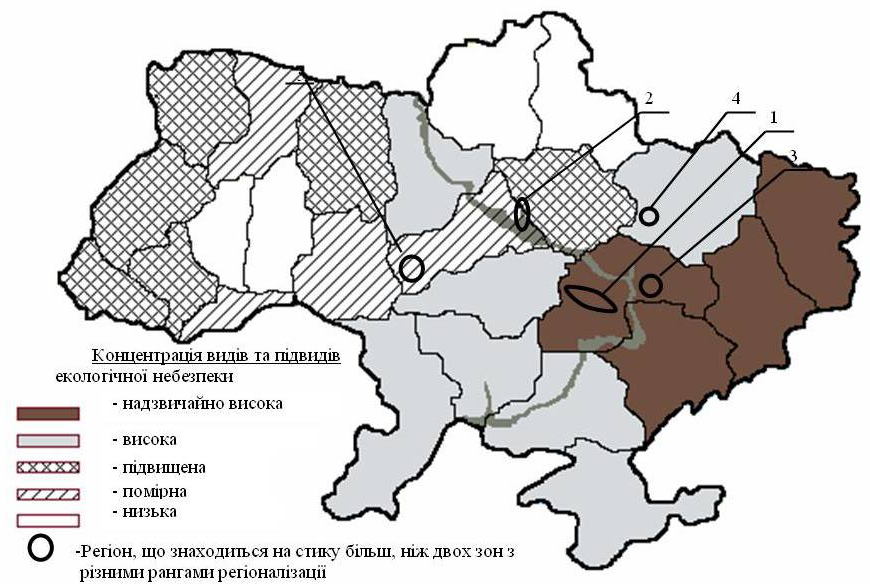 2
4
1
3
Концентрація видів та підвидів
екологічної небезпеки
- надзвичайно висока
- висока
- підвищена
- помірна
- низька
-Регіон, що знаходиться на стику більш, ніж двох зон з
різними рангами регіоналізації